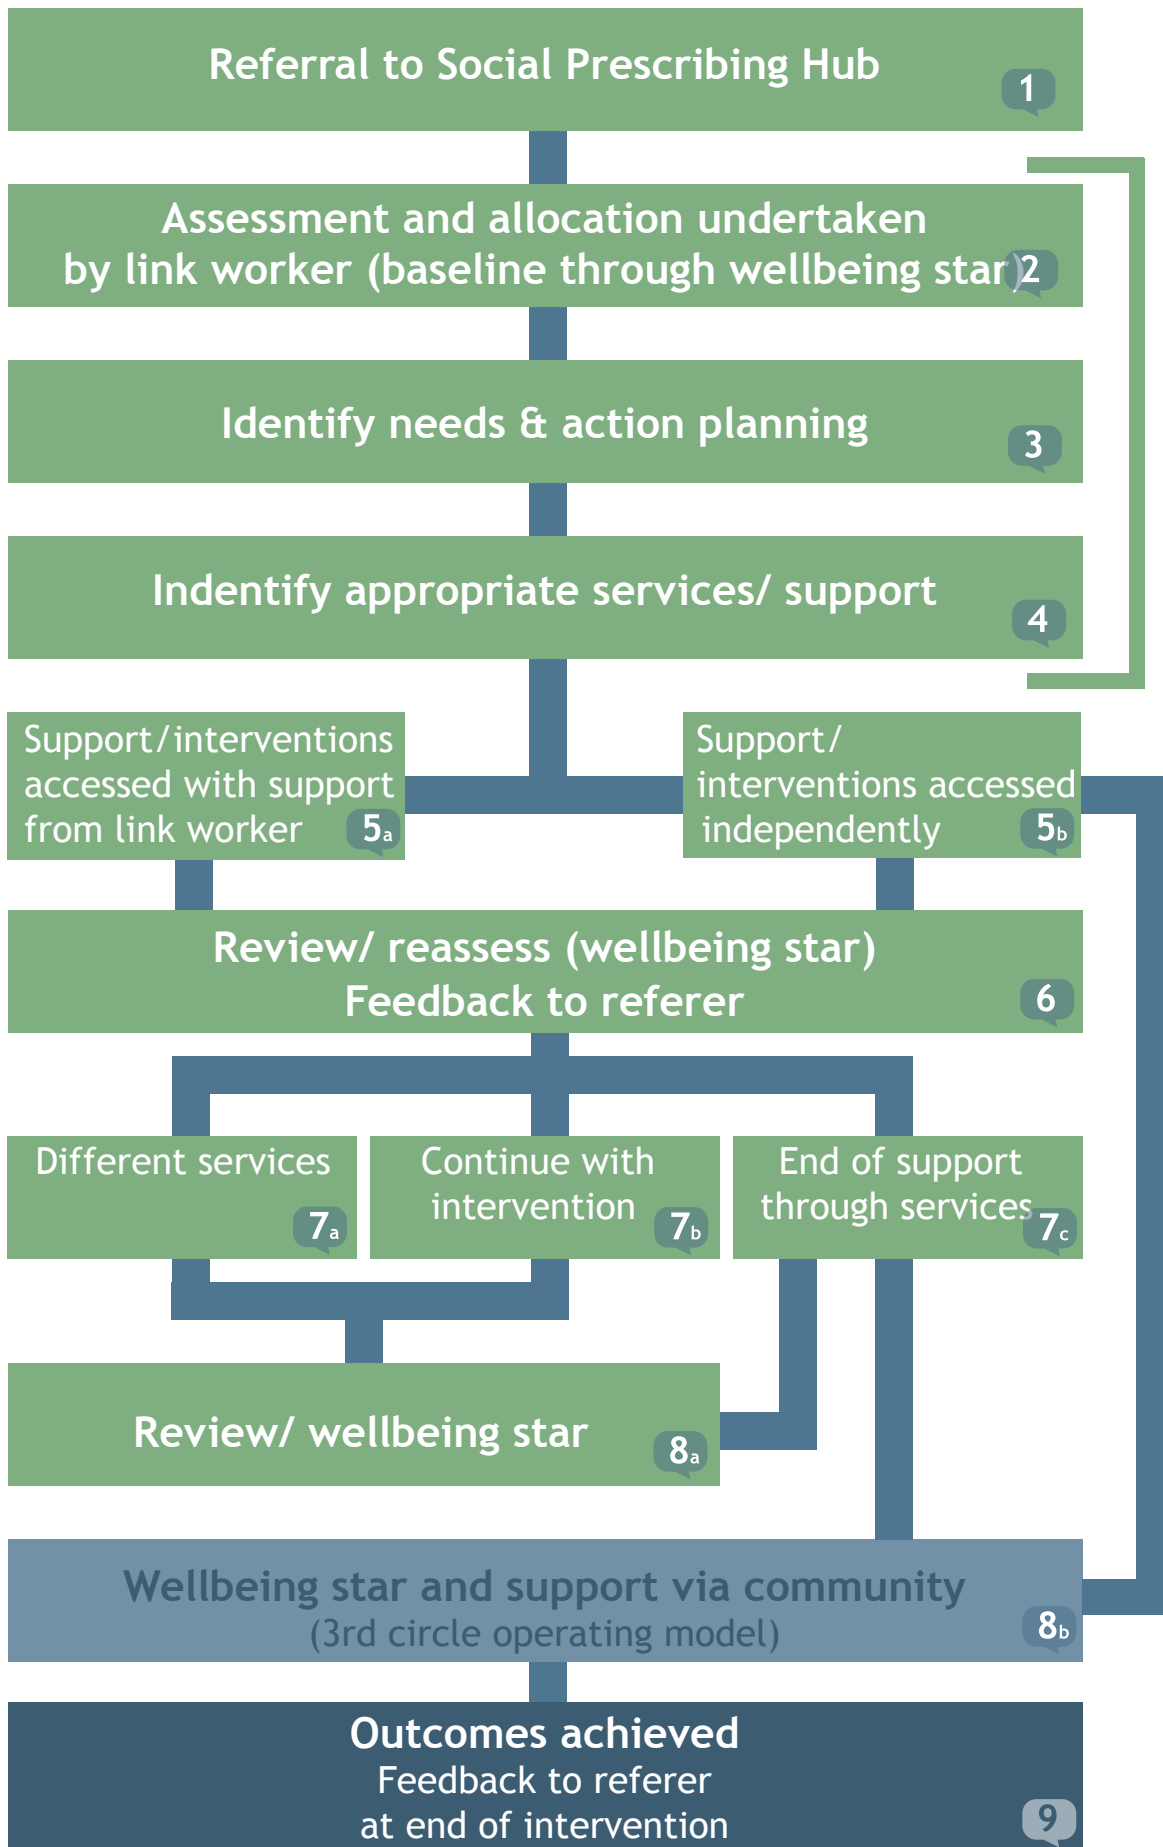 Referral to Social Prescribing Hub
1
Assessment and allocation undertaken
by link worker (baseline through wellbeing star)
2
Identify needs & action planning
3
Indentify appropriate services/ support
4
Support/interventions
accessed with support
from link worker
5a
Support/
interventions accessed
independently
5b
Review/ reassess (wellbeing star)
Feedback to referer
6
Different services
7a
Continue with
intervention
7b
End of support
through services
7c
Review/ wellbeing star
8a
Wellbeing star and support via community
(3rd circle operating model)
8b
Outcomes achieved
Feedback to referer
at end of intervention
9